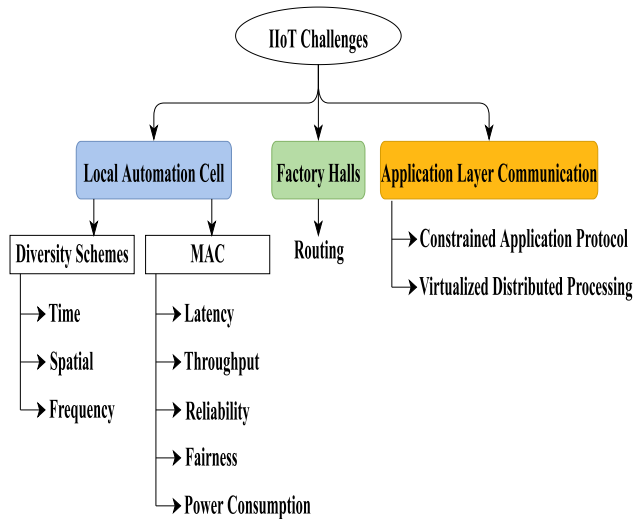 IIoT Challenges
Local Automation Cell
Factory Halls
Application Layer Communication
Diversity Schemes
MAC
Routing
Constrained Application Protocol
Virtualized Distributed Processing
Time
Spatial
Frequency
Latency
Throughput
Reliability
Fairness
Power Consumption